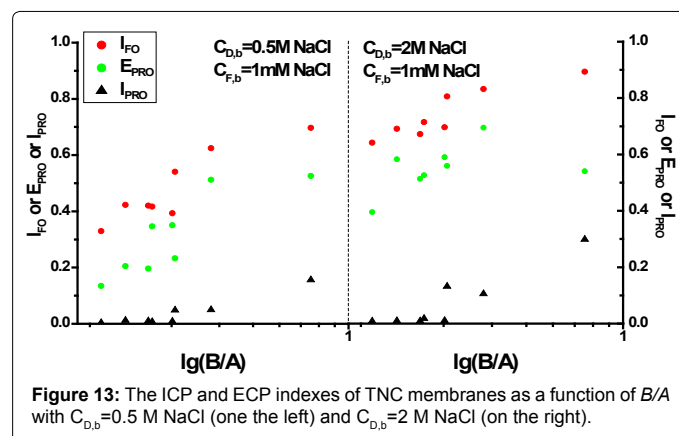 1.0
0.8
0.6
0.4
0.2
0.0
I_FO or E_PRO or I_PRO
I_FO
E_PRO
I_PRO
C_D,b=0.5M NaCl
C_F,b=1mM NaCl
C_D,b=2M NaCl
C_F,b=1mM NaCl
1.0
0.8
0.6
0.4
0.2
0.0
I_FO or E_PRO or I_PRO
1
1
lg(B/A)
lg(B/A)
Figure 13: The ICP and ECP indexes of TNC membranes as a function of B/A
with C_D,b=0.5 M NaCl (one the left) and C_D,b=2 M NaCl (on the right).